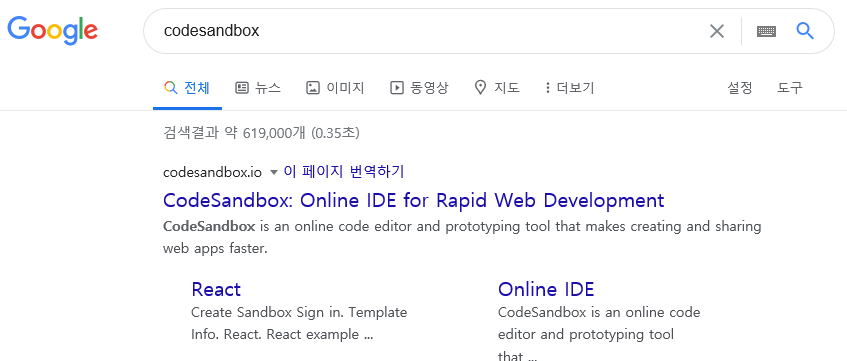 Google
codesandbox
전체 뉴스 이미지 동영상 지도 더보기 설정 도구
검색결과 약 619,000개 (0.35초)
codesandbox.io 이 페이지 번역하기
CodeSandbox: Online IDE for Rapid Web Development
CodeSandbox is an online code editor and prototyping tool that makes creating and sharing
web apps faster.
React
Create Sandbox Sign in. Template
Info. React. React example ...
Online IDE
CodeSandbox is an online code
editor and prototyping tool
that ...